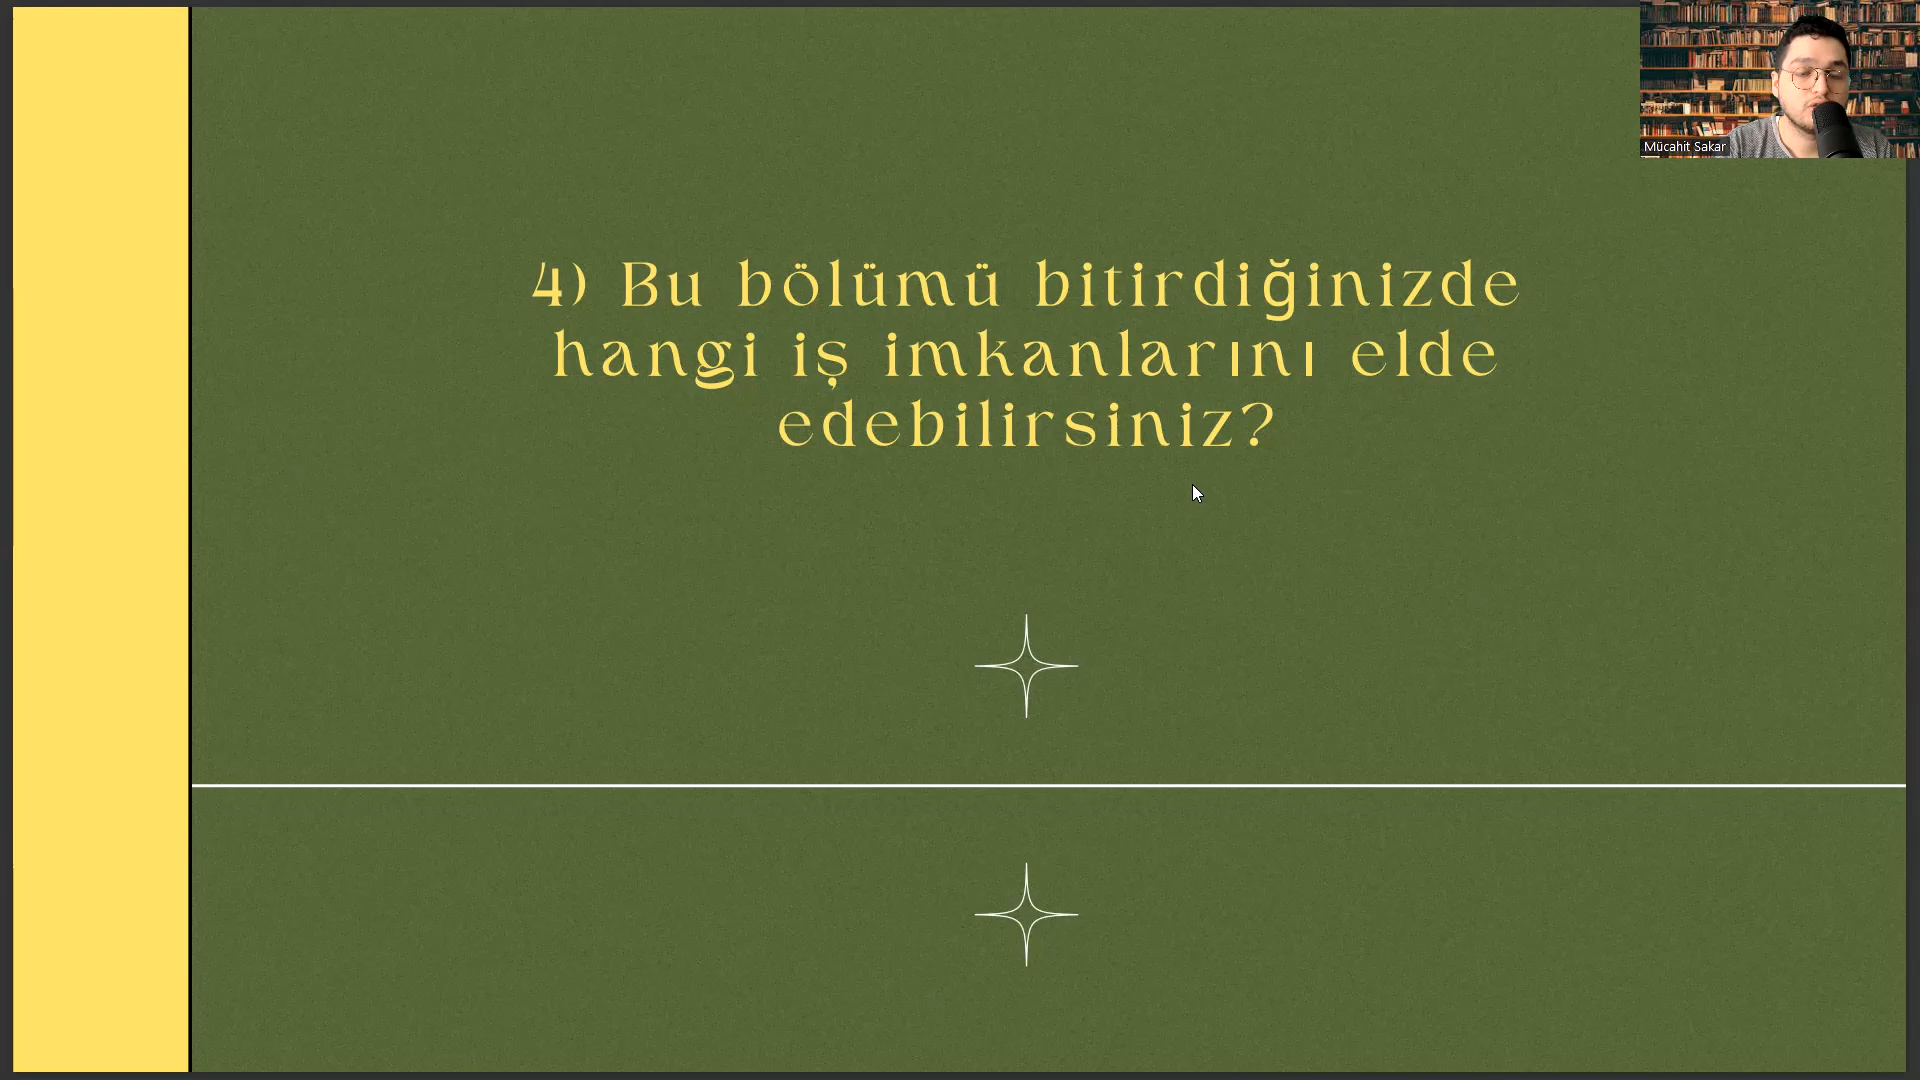 4) Bu bölümü bitirdiğinizde
hangi iş imkanlarını elde
edebilirsiniz?
Mücahit Sakar